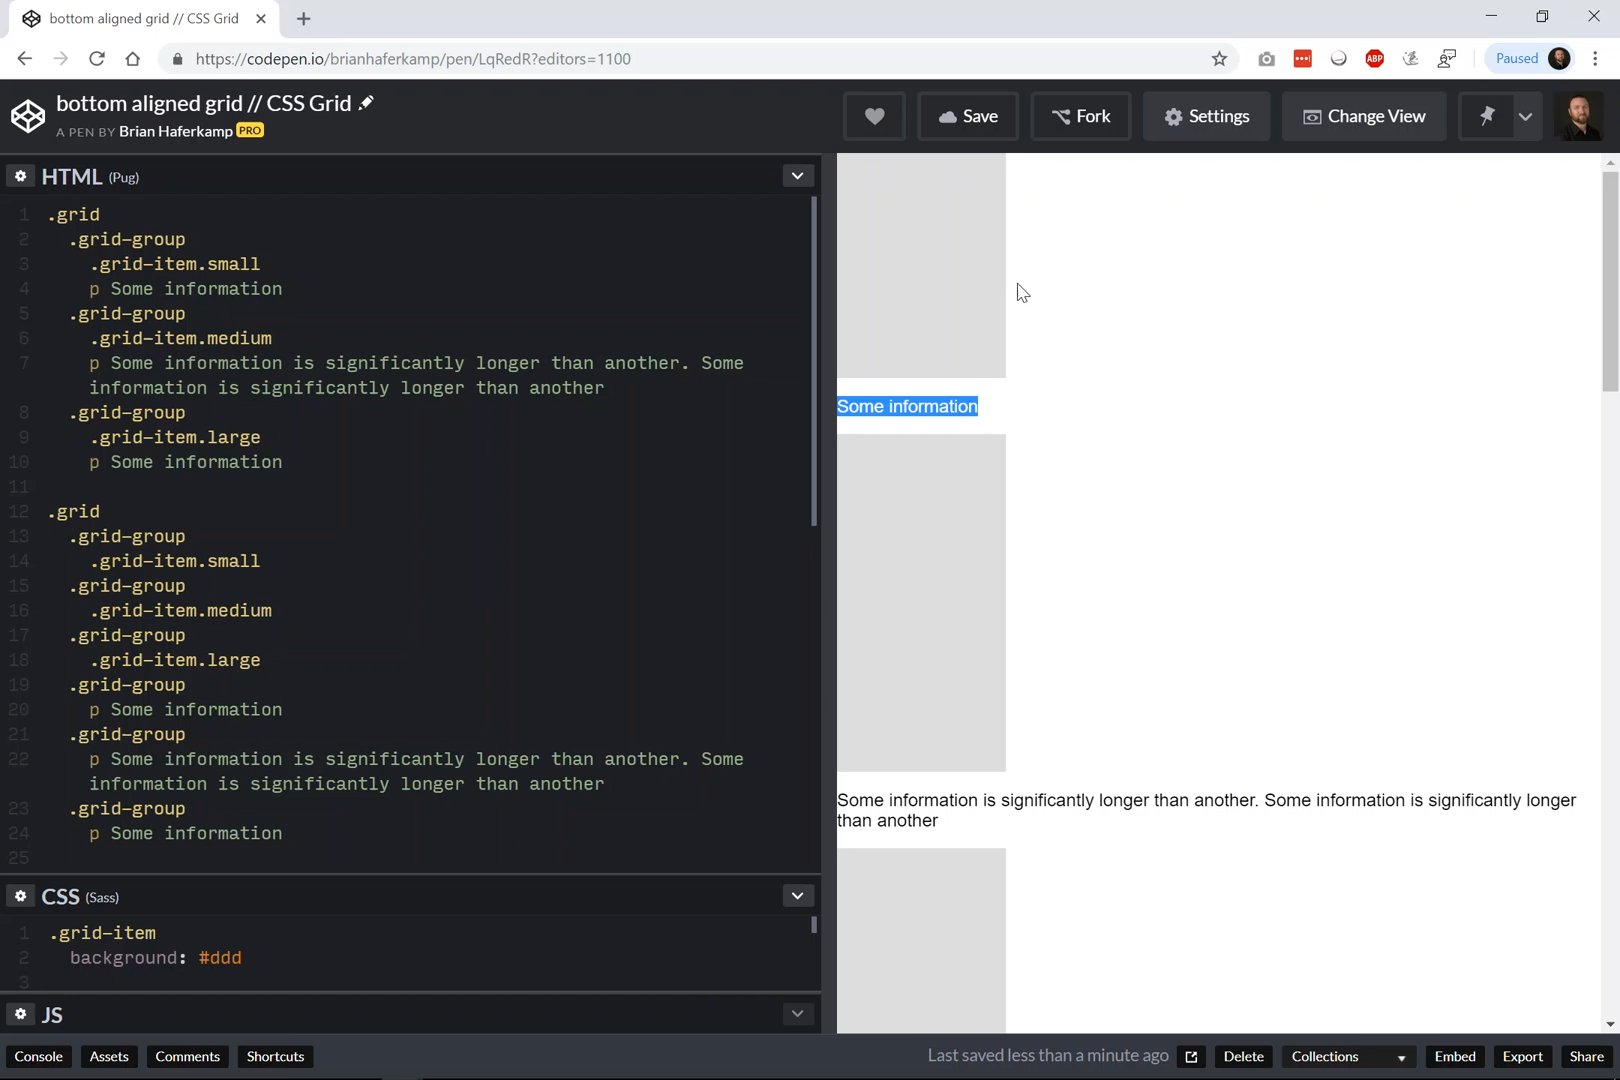 bottom aligned grid // CSS Grid
https://codepen.io/brianhaferkamp/pen/LqRedR?editors=1100
ABP
Paused
bottom aligned grid // CSS Grid
A PEN BY Brian Haferkamp PRO
Save
Fork
Settings
Change View
HTML (Pug)
1 .grid
2 .grid-group
3 .grid-item.small
4 p Some information
5 .grid-group
6 .grid-item.medium
7 p Some information is significantly longer than another. Some
information is significantly longer than another
8 .grid-group
9 .grid-item.large
10 p Some information
11
12 .grid
13 .grid-group
14 .grid-item.small
15 .grid-group
16 .grid-item.medium
17 .grid-group
18 .grid-item.large
19 .grid-group
20 p Some information
21 .grid-group
22 p Some information is significantly longer than another. Some
information is significantly longer than another
23 .grid-group
24 p Some information
25
CSS (Sass)
1 .grid-item
2 background: #ddd
3
JS
Some information
Some information is significantly longer than another. Some information is significantly longer
than another
Console
Assets
Comments
Shortcuts
Last saved less than a minute ago
Delete
Collections
Embed
Export
Share